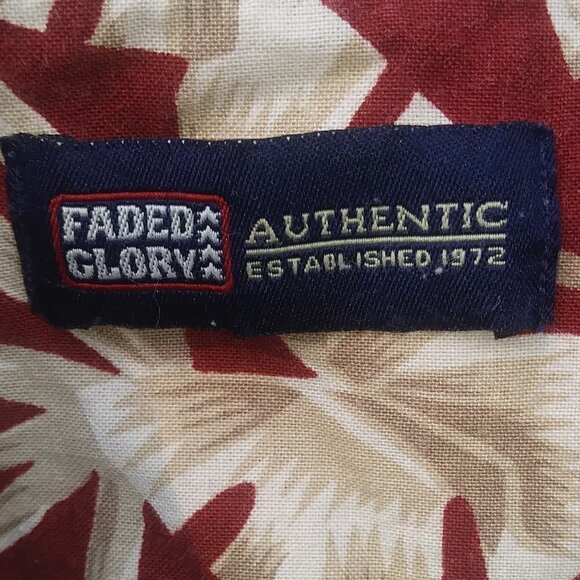 FADED
GLORY
AUTHENTIC
ESTABLISHED 1972